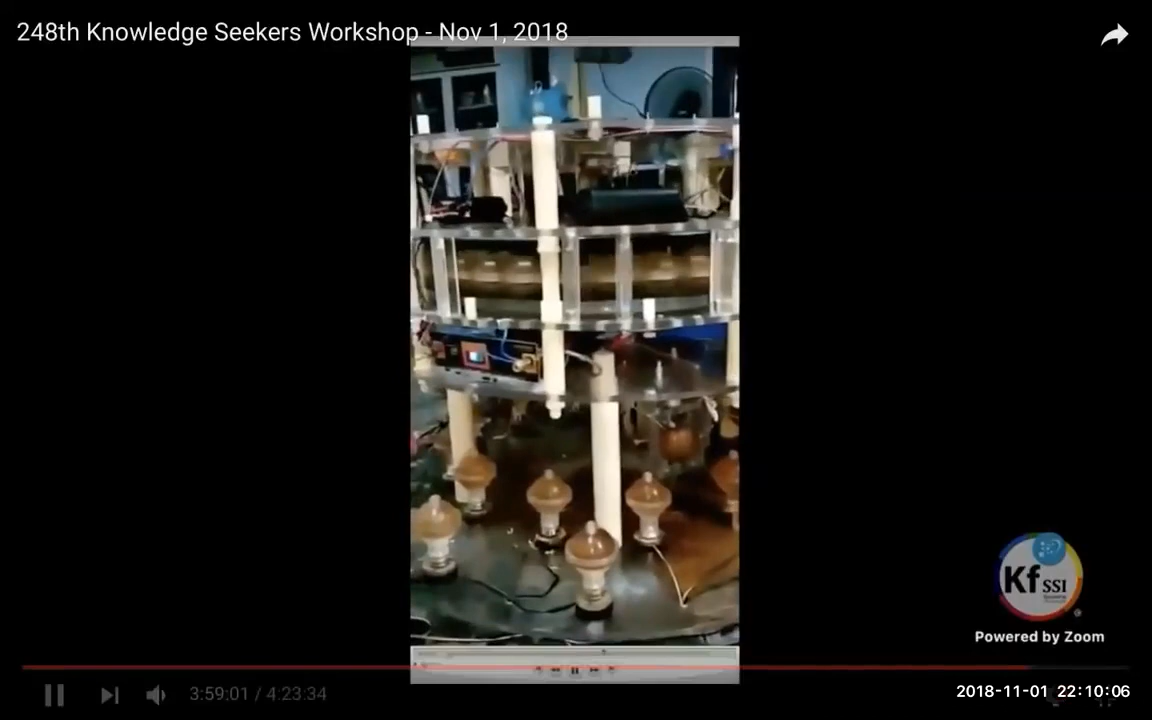 248th Knowledge Seekers Workshop - Nov 1, 2018
Kf SSI
Powered by Zoom
3:59:01 / 4:23:34
2018-11-01 22:10:06